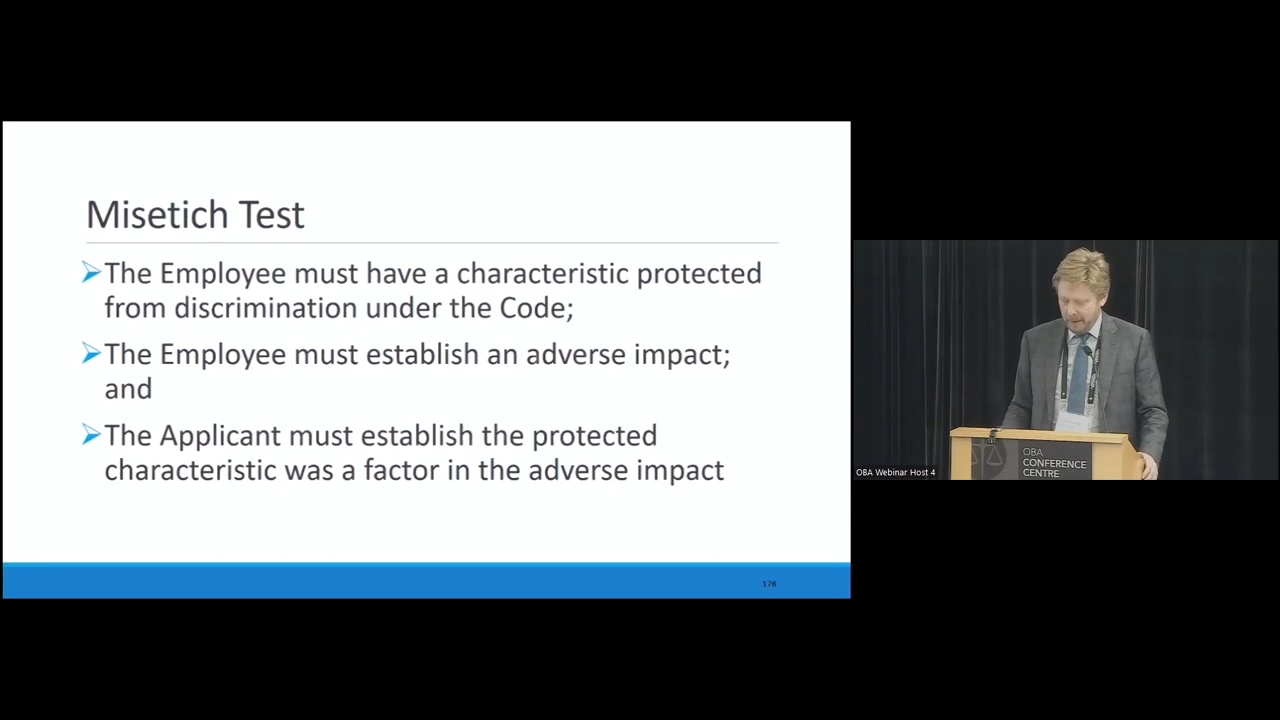 Misetich Test
The Employee must have a characteristic protected
from discrimination under the Code;
The Employee must establish an adverse impact;
and
The Applicant must establish the protected
characteristic was a factor in the adverse impact
178
OBA Webinar Host 4
OBA
CONFERENCE
CENTRE